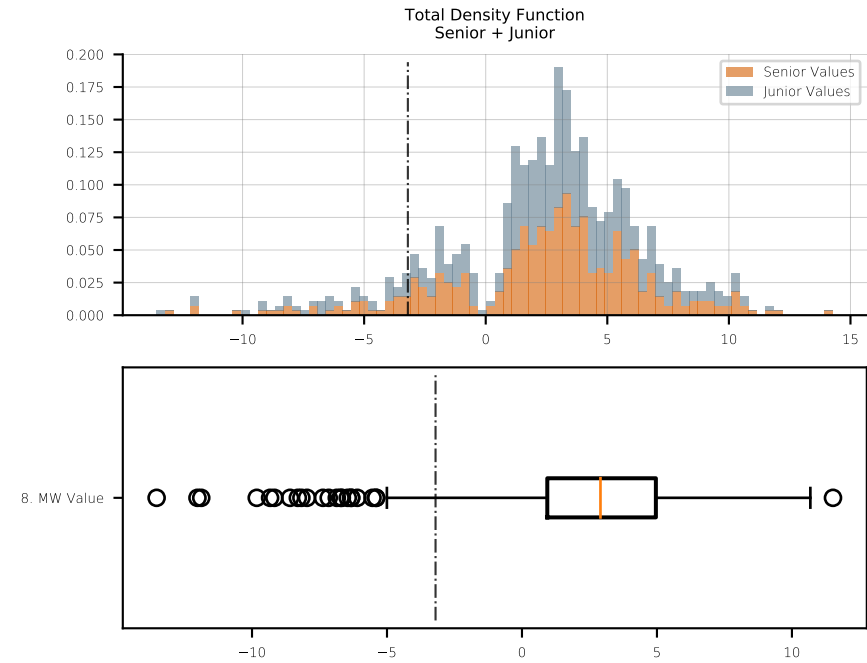 Total Density Function
Senior + Junior
0.200
0.175
0.150
0.125
0.100
0.075
0.050
0.025
0.000
Senior Values
Junior Values
−10 −5 0 5 10 15
8. MW Value
−10 −5 0 5 10